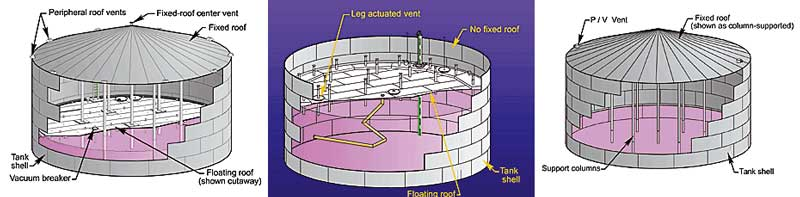 Peripheral roof vents
Fixed-roof center vent
Fixed roof
Tank
shell
Vacuum breaker
Floating roof
(shown cutaway)
Leg actuated vent
No fixed roof
Tank
shell
Floating roof
P / V Vent
Fixed roof
(shown as column-supported)
Support columns
Tank shell